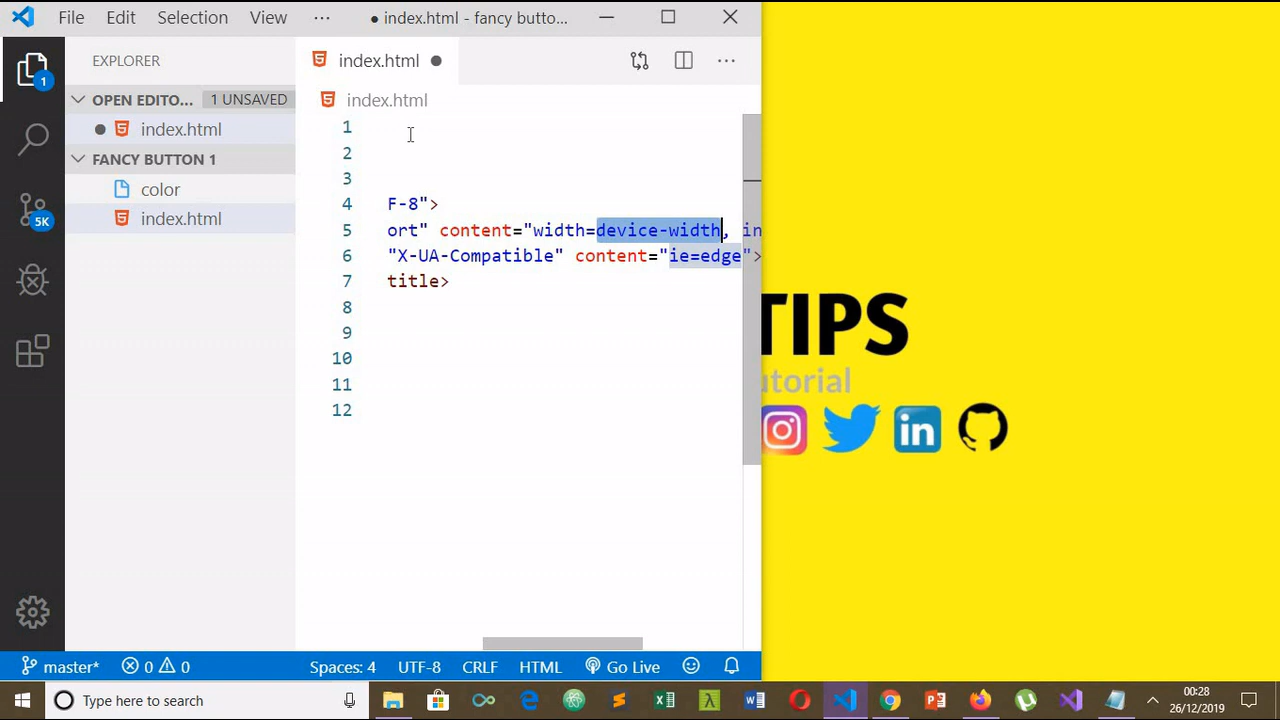 File Edit Selection View ··· ● index.html - fancy butto...
EXPLORER
index.html ●
OPEN EDITO... 1 UNSAVED
index.html
● index.html
FANCY BUTTON 1
color
index.html
1
2
3
4 F-8">
5 ort" content="width=device-width, in
6 "X-UA-Compatible" content="ie=edge">
7 title>
8
9
10
11
12
1
5K
TIPS
utorial
in
master* 0 0 Spaces: 4 UTF-8 CRLF HTML Go Live
Type here to search
00:28
26/12/2019